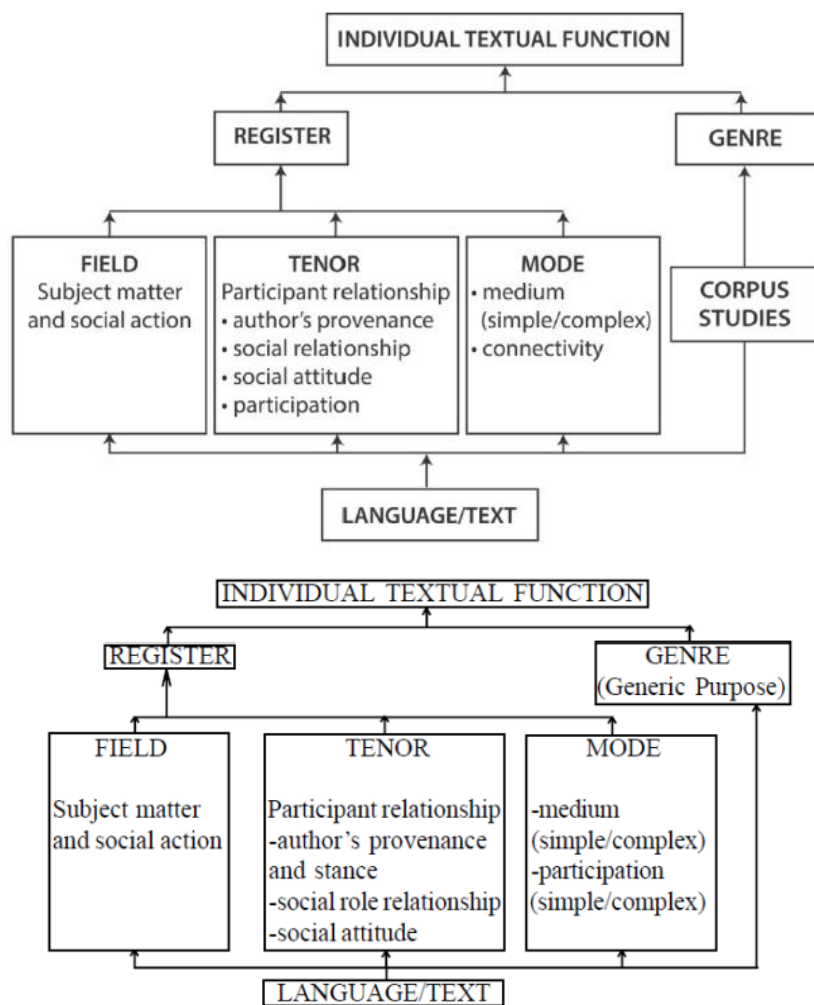 INDIVIDUAL TEXTUAL FUNCTION
REGISTER
GENRE
FIELD
Subject matter
and social action
TENOR
Participant relationship
• author's provenance
• social relationship
• social attitude
• participation
MODE
• medium
(simple/complex)
• connectivity
CORPUS
STUDIES
LANGUAGE/TEXT
INDIVIDUAL TEXTUAL FUNCTION
REGISTER
GENRE
(Generic Purpose)
FIELD
Subject matter
and social action
TENOR
Participant relationship
-author's provenance
and stance
-social role relationship
-social attitude
MODE
-medium
(simple/complex)
-participation
(simple/complex)
LANGUAGE/TEXT